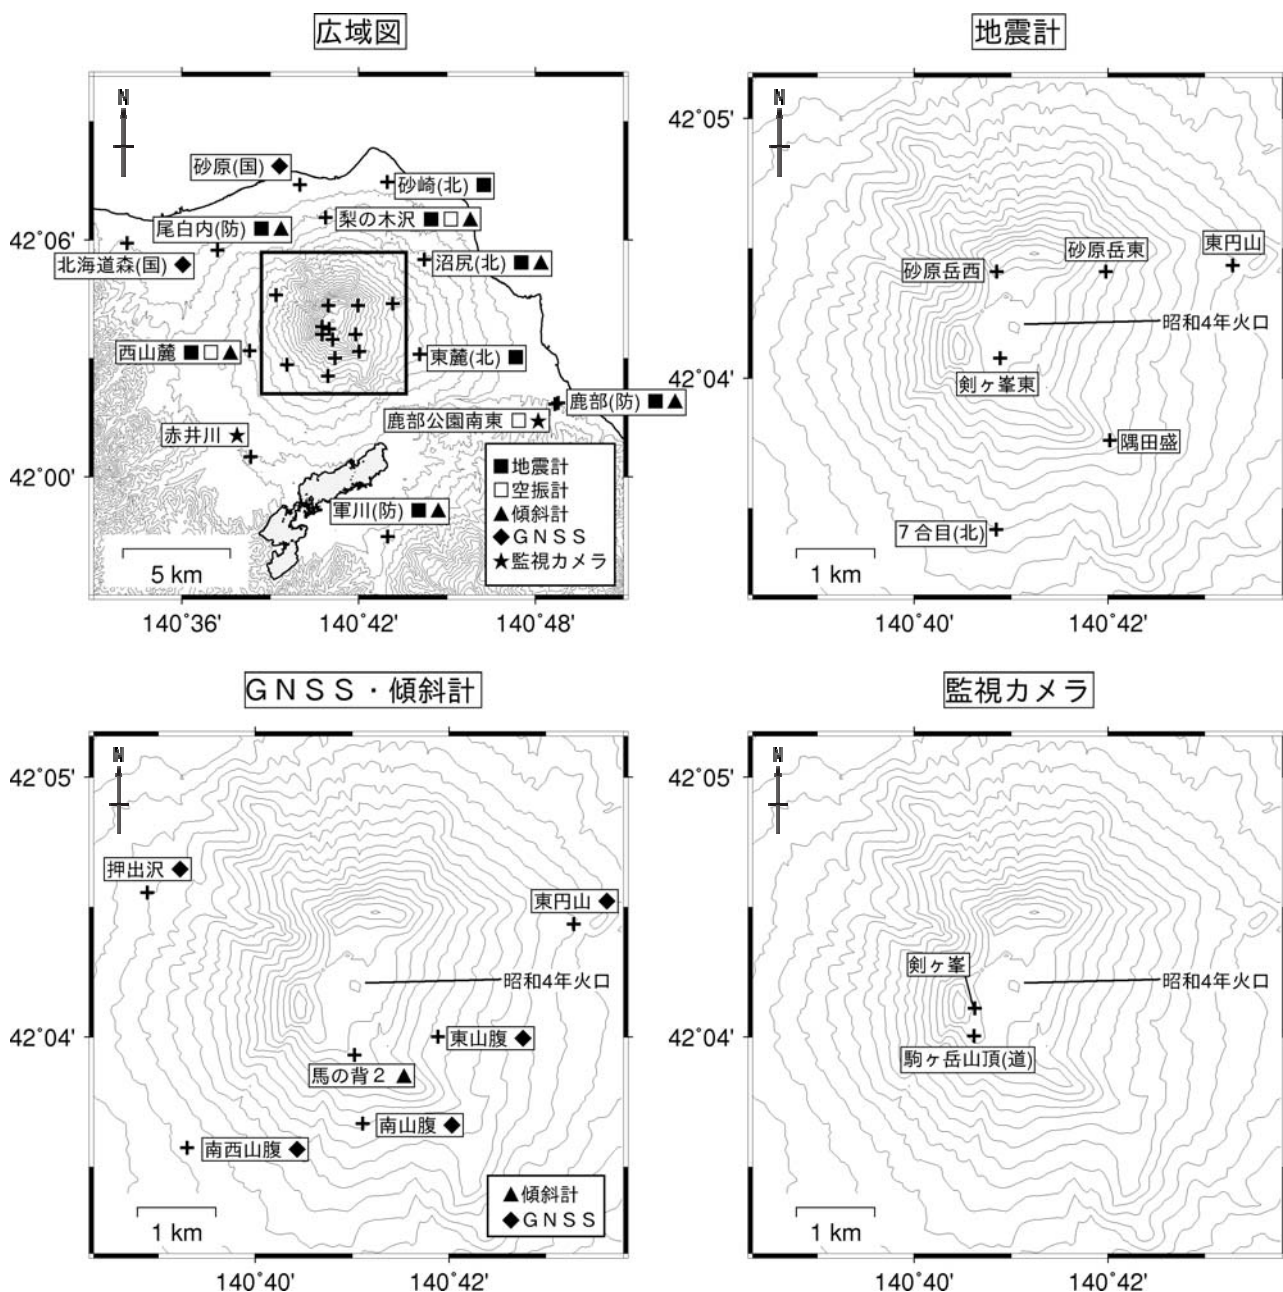 広域図
N
砂原(国)◆
砂崎(北)■
梨の木沢■□▲
尾白内(防)■▲
北海道森(国)◆
沼尻(北)■▲
西山麓■□▲
東麓(北)■
鹿部(防)■▲
鹿部公園南東□★
赤井川★
軍川(防)■▲
■地震計
□空振計
▲傾斜計
◆GNSS
★監視カメラ
5 km
42°06'
42°00'
140°36'
140°42'
140°48'
地震計
N
42°05'
42°04'
砂原岳西
砂原岳東
東円山
昭和4年火口
剣ヶ峯東
隅田盛
7合目(北)
1 km
140°40'
140°42'
GNSS・傾斜計
N
42°05'
42°04'
押出沢◆
東円山◆
昭和4年火口
東山腹◆
馬の背2▲
南山腹◆
南西山腹◆
▲傾斜計
◆GNSS
1 km
140°40'
140°42'
監視カメラ
N
42°05'
42°04'
剣ヶ峯
昭和4年火口
駒ヶ岳山頂(道)
1 km
140°40'
140°42'